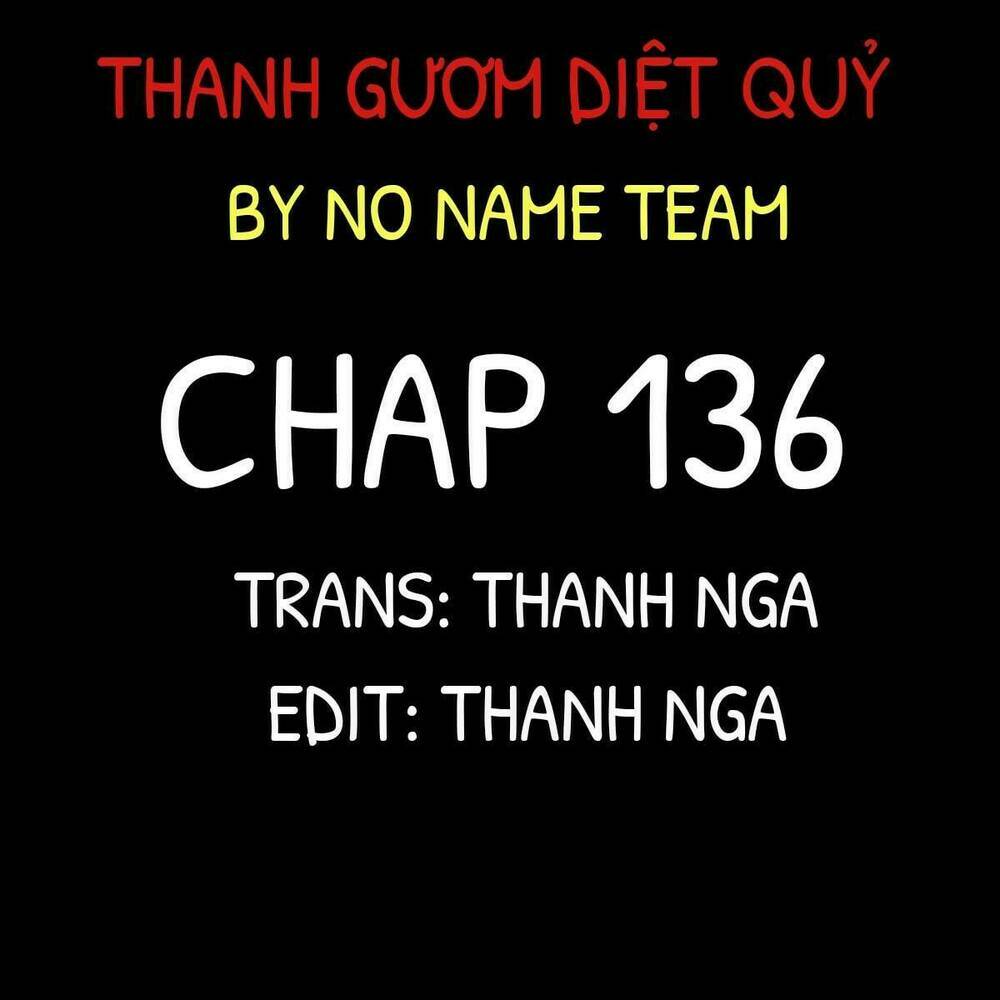 THANH GƯƠM DIỆT QUỶ
BY NO NAME TEAM
CHAP 136
TRANS: THANH NGA
EDIT: THANH NGA